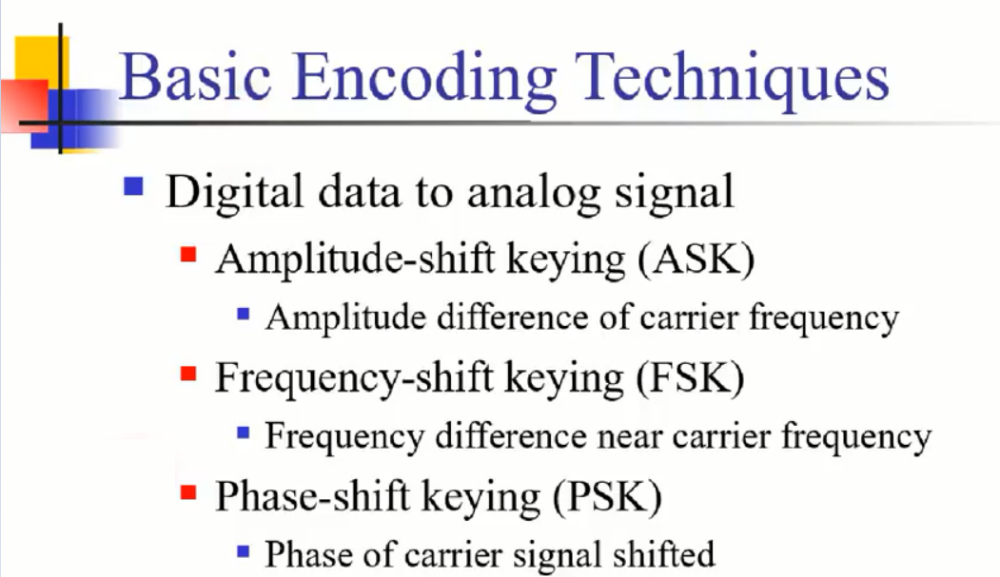 Basic Encoding Techniques
Digital data to analog signal
Amplitude-shift keying (ASK)
Amplitude difference of carrier frequency
Frequency-shift keying (FSK)
Frequency difference near carrier frequency
Phase-shift keying (PSK)
Phase of carrier signal shifted